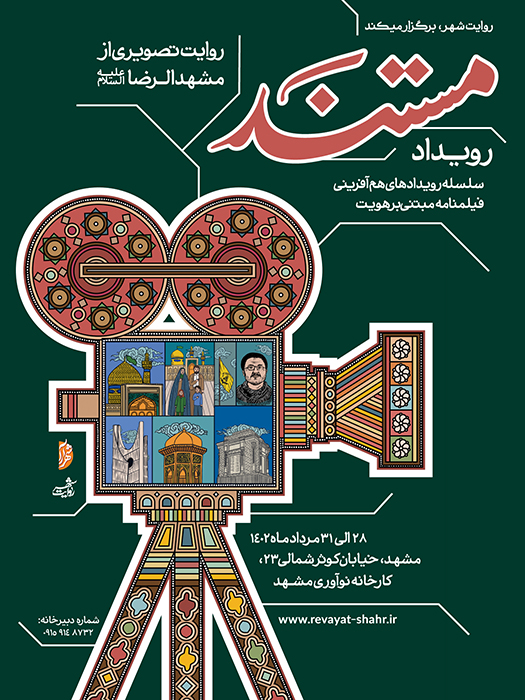 روایت شهر، برگزار میکند
مستند
رویداد
سلسله رویدادهای هم‌آفرینی
فیلمنامه مبتنی بر هویت
روایت تصویری از
مشهدالرضا علیه السلام
روایت شهر
۲۸ الی ۳۱ مرداد ماه ۱۴۰۲
مشهد، خیابان کوثر شمالی ۲۳،
کارخانه نوآوری مشهد
www.revayat-shahr.ir
شماره دبیرخانه:
۰۹۱۵ ۹۱۴ ۸۷۳۲